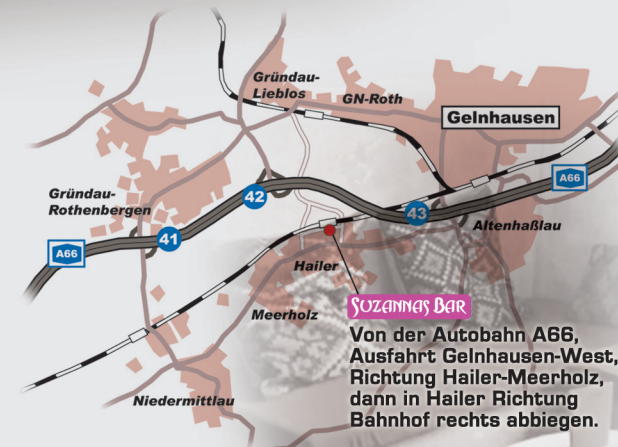 Gründau-
Lieblos
GN-Roth
Gelnhausen
A66
Gründau-
Rothenbergen
42
41
43
Altenhaßlau
A66
Hailer
Meerholz
SUZANNAS BAR
Von der Autobahn A66,
Ausfahrt Gelnhausen-West,
Richtung Hailer-Meerholz,
dann in Hailer Richtung
Bahnhof rechts abbiegen.
Niedermittlau